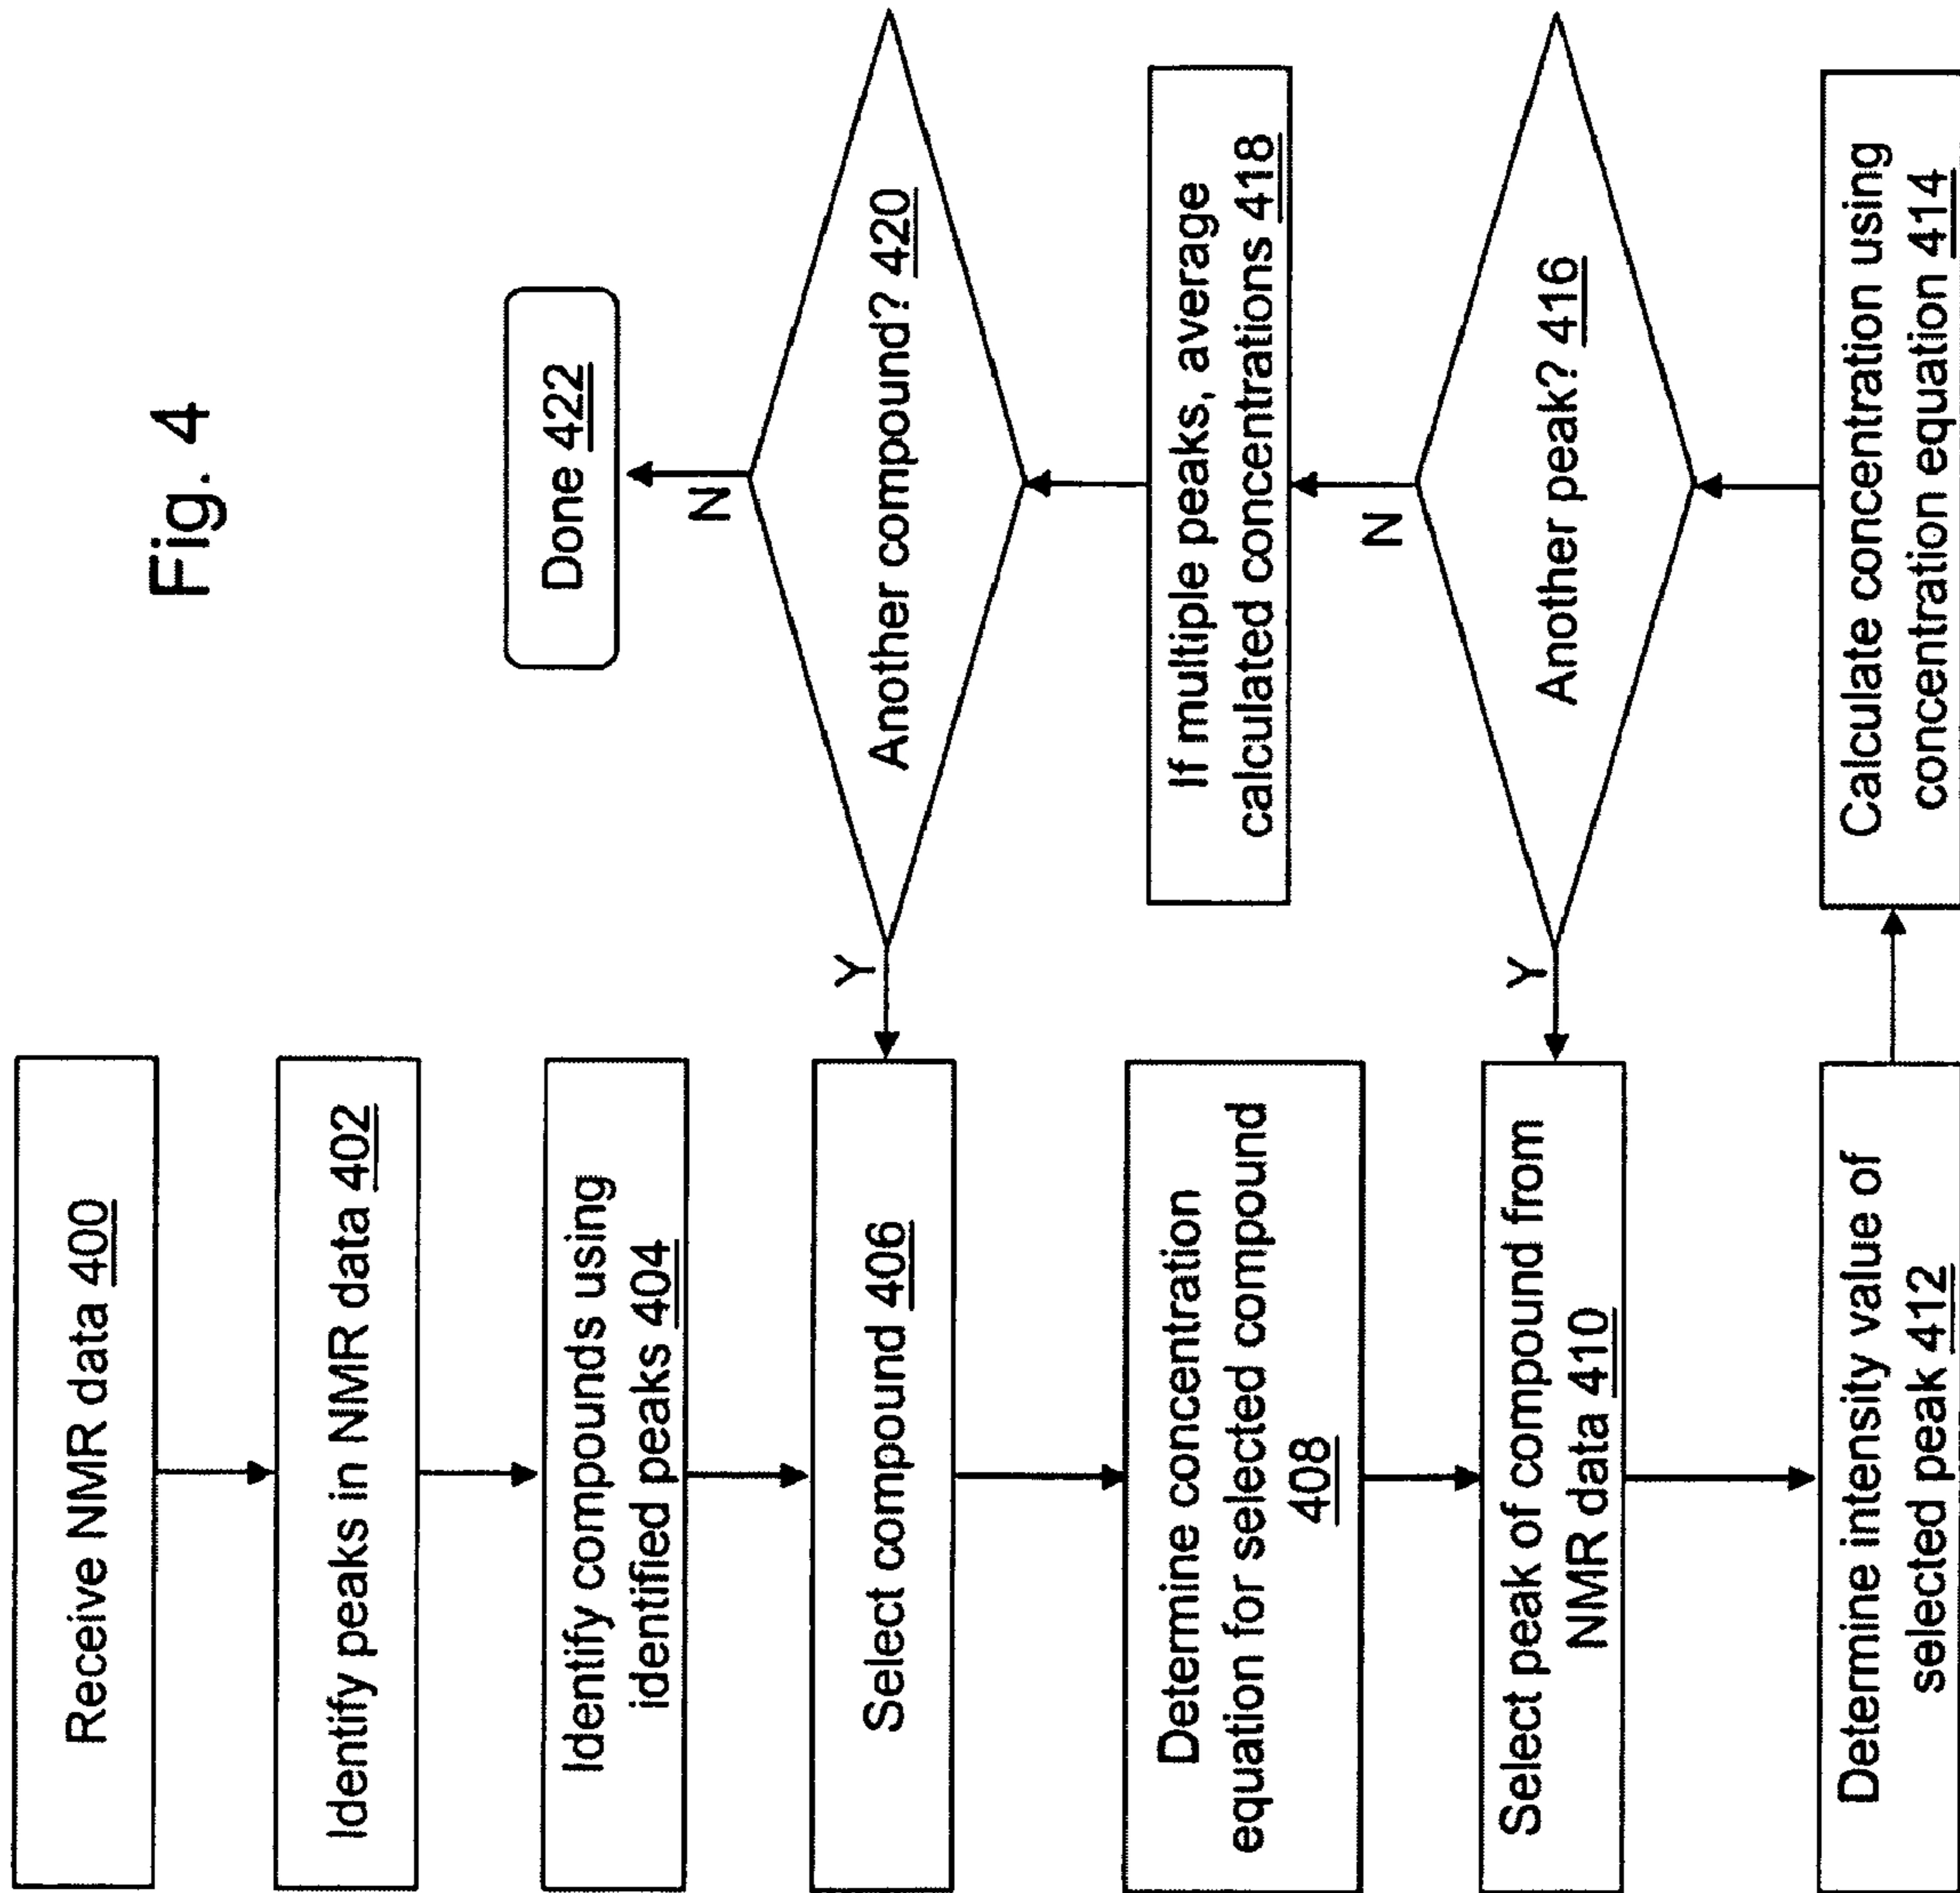 Fig. 4
Receive NMR data 400
Identify peaks in NMR data 402
Identify compounds using
identified peaks 404
Select compound 406
Determine concentration
equation for selected compound
408
Select peak of compound from
NMR data 410
Determine intensity value of
selected peak 412
Calculate concentration using
concentration equation 414
Another peak? 416
Y
N
If multiple peaks, average
calculated concentrations 418
Another compound? 420
Y
N
Done 422